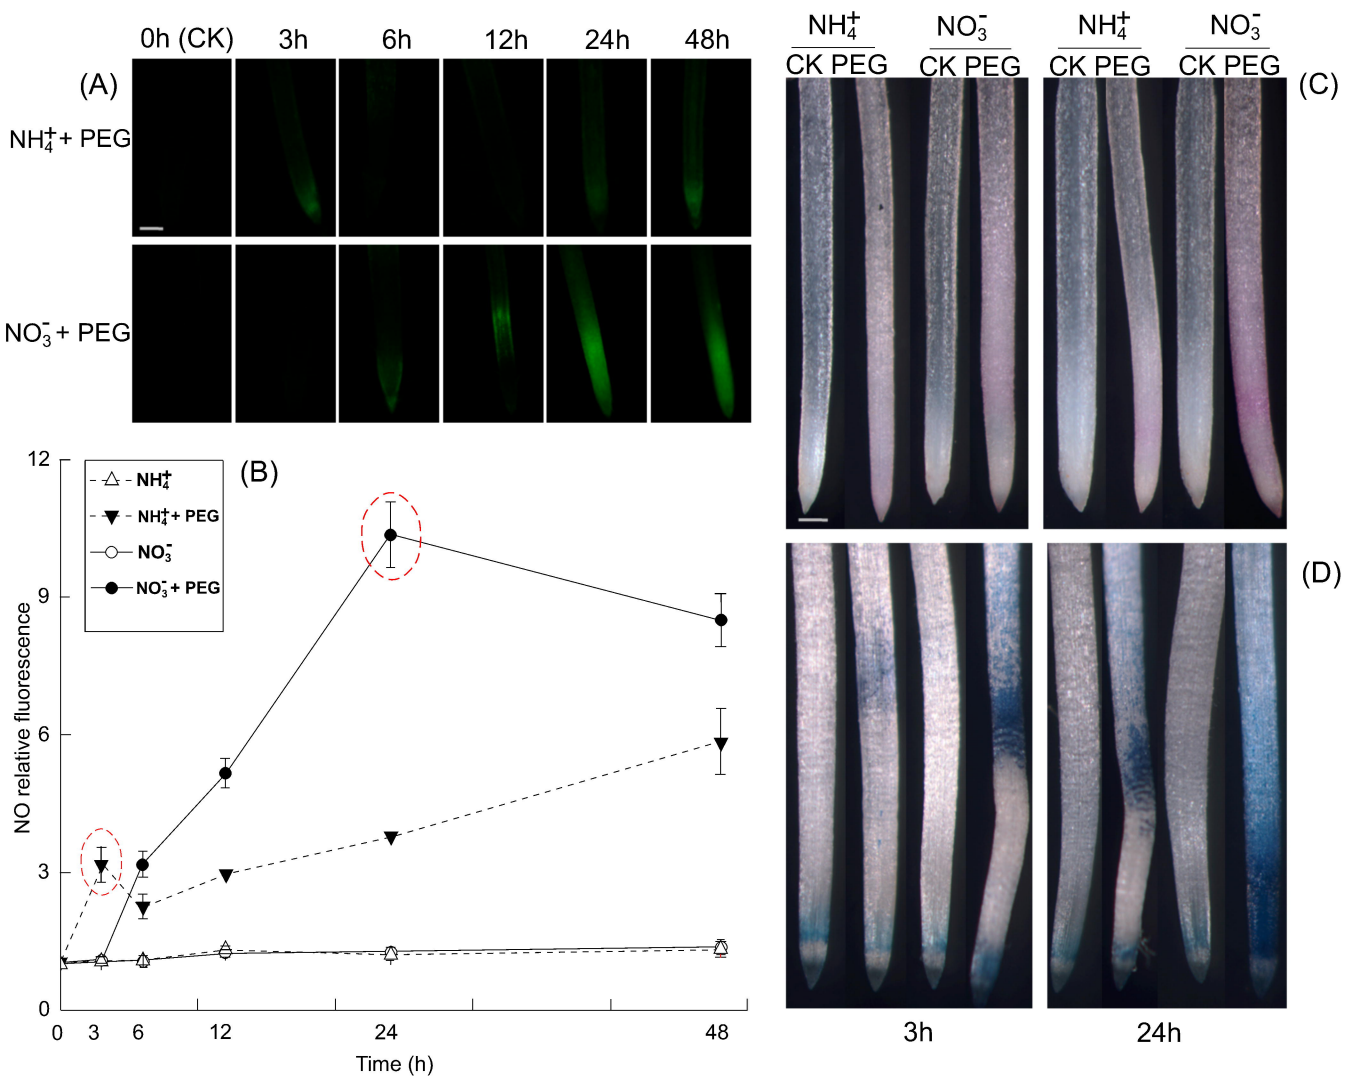 0h (CK) 3h 6h 12h 24h 48h
(A)
NH₄⁺ + PEG
NO₃⁻ + PEG
(B)
12
9
6
3
0
NO relative fluorescence
NH₄⁺
NH₄⁺ + PEG
NO₃⁻
NO₃⁻ + PEG
0 3 6 12 24 48
Time (h)
NH₄⁺ NO₃⁻ NH₄⁺ NO₃⁻
CK PEG CK PEG CK PEG CK PEG
(C)
(D)
3h 24h